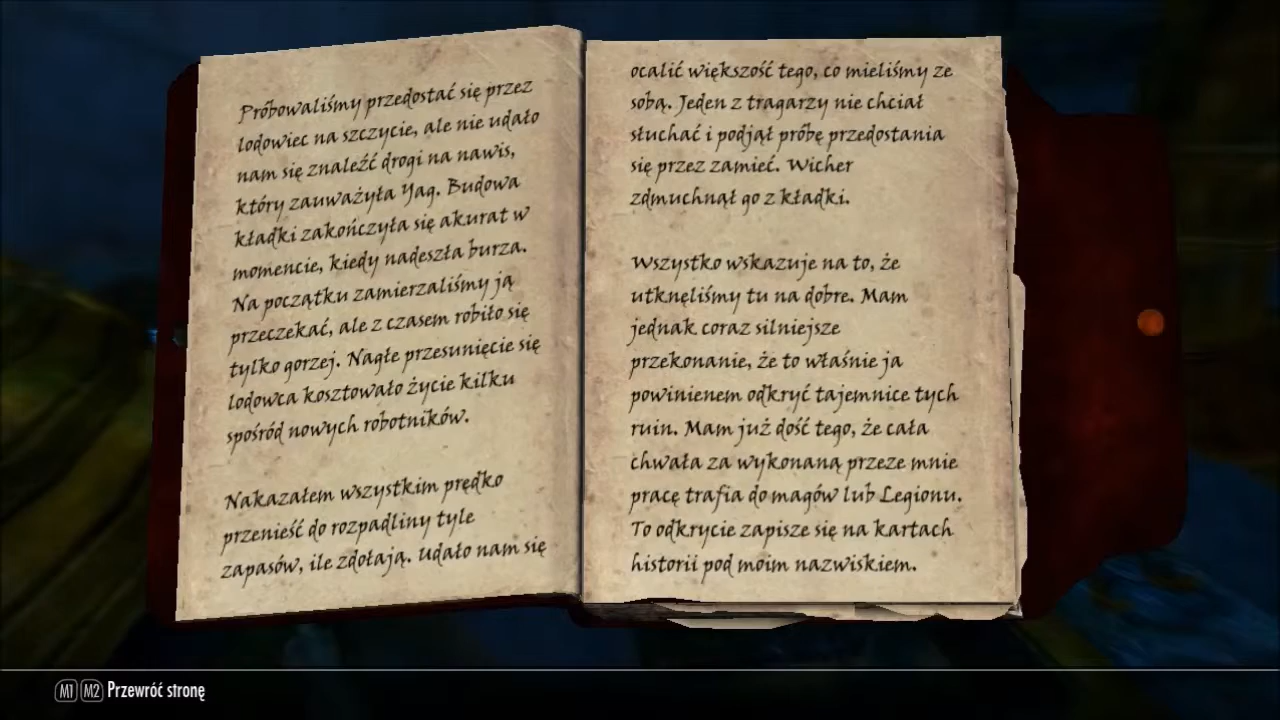 Próbowaliśmy przedostać się przez
lodowiec na szczycie, ale nie udało
nam się znaleźć drogi na nawis,
który zauważyła Yag. Budowa
kładki zakończyła się akurat w
momencie, kiedy nadeszła burza.
Na początku zamierzaliśmy ją
przeczekać, ale z czasem robiło się
tylko gorzej. Nagłe przesunięcie się
lodowca kosztowało życie kilku
spośród nowych robotników.
Nakazałem wszystkim prędko
przenieść do rozpadliny tyle
zapasów, ile zdołają. Udało nam się
ocalić większość tego, co mieliśmy ze
sobą. Jeden z tragarzy nie chciał
słuchać i podjął próbę przedostania
się przez zamieć. Wicher
zdmuchnął go z kładki.
Wszystko wskazuje na to, że
utknęliśmy tu na dobre. Mam
jednak coraz silniejsze
przekonanie, że to właśnie ja
powinienem odkryć tajemnice tych
ruin. Mam już dość tego, że cała
chwała za wykonaną przeze mnie
pracę trafia do magów lub Legionu.
To odkrycie zapisze się na kartach
historii pod moim nazwiskiem.
M1 M2 Przewróć stronę